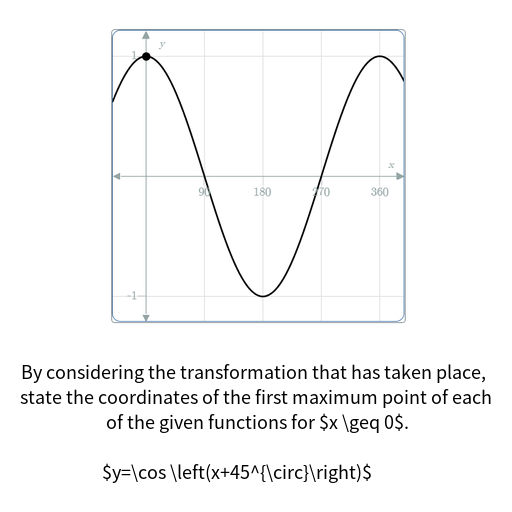 y
1
x
90 180 270 360
-1
By considering the transformation that has taken place,
state the coordinates of the first maximum point of each
of the given functions for $x \geq 0$.
$y=\cos \left(x+45^{\circ}\right)$